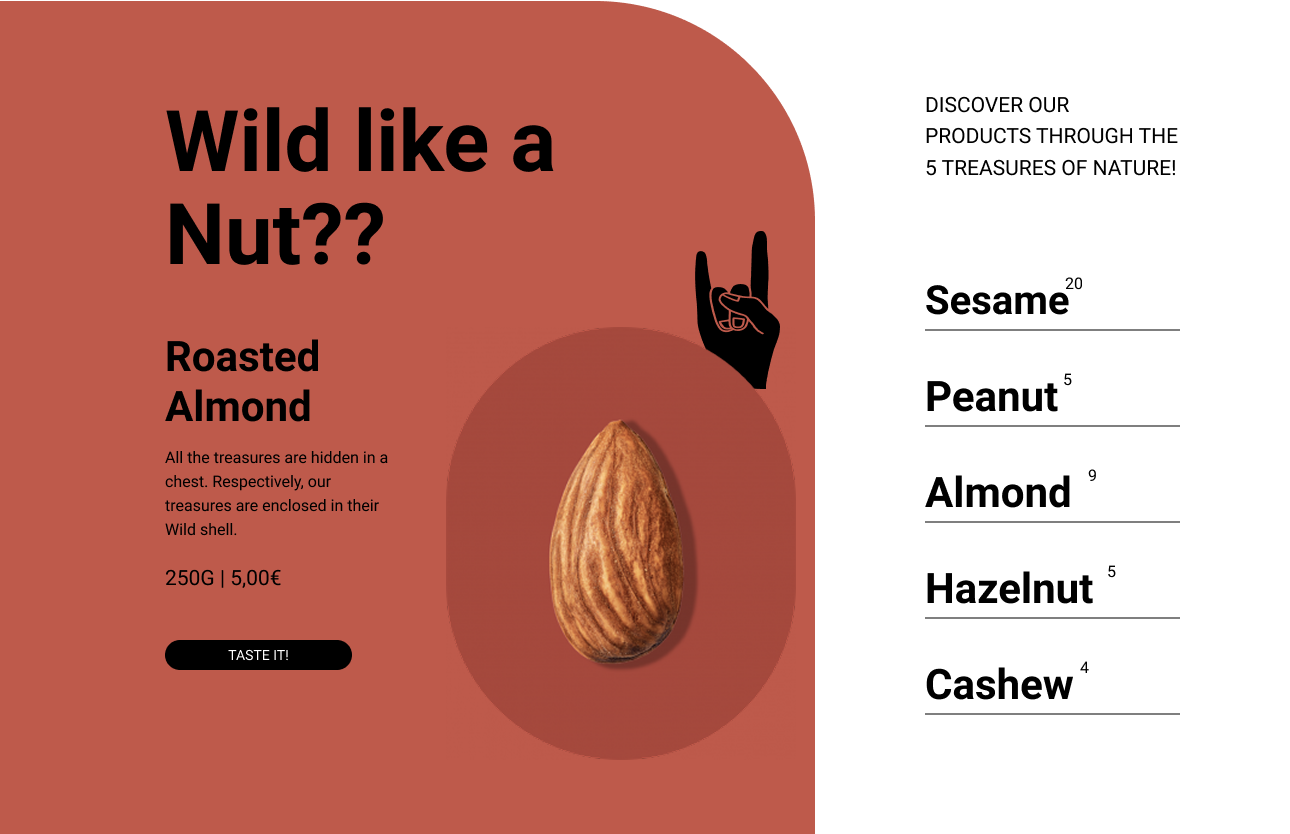 Wild like a
Nut??
Roasted
Almond
All the treasures are hidden in a
chest. Respectively, our
treasures are enclosed in their
Wild shell.
250G | 5,00€
TASTE IT!
DISCOVER OUR
PRODUCTS THROUGH THE
5 TREASURES OF NATURE!
Sesame 20
Peanut 5
Almond 9
Hazelnut 5
Cashew 4